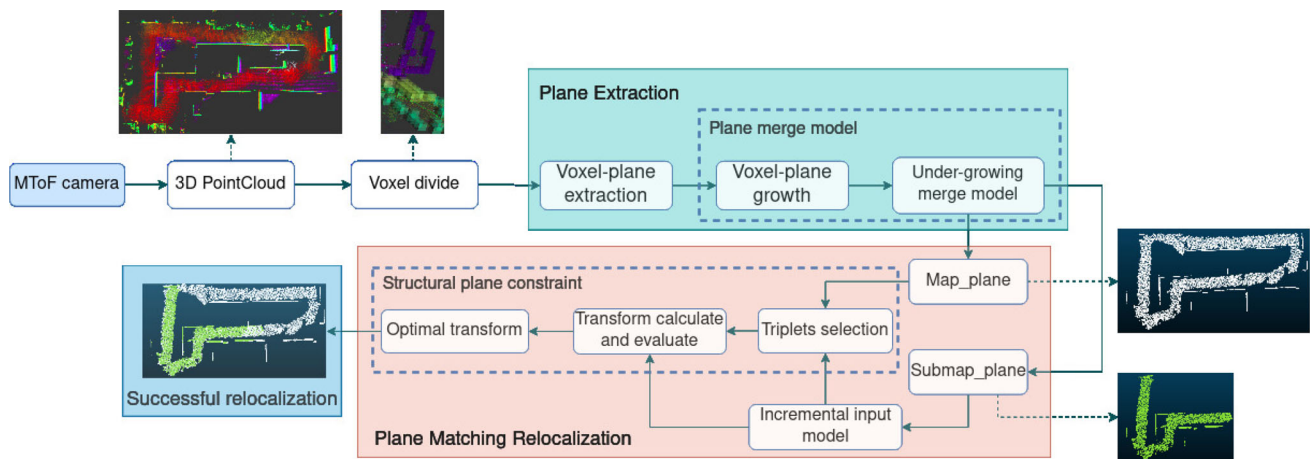 Plane Extraction
Plane merge model
MToF camera
3D PointCloud
Voxel divide
Voxel-plane
extraction
Voxel-plane
growth
Under-growing
merge model
Map_plane
Structural plane constraint
Optimal transform
Transform calculate
and evaluate
Triplets selection
Submap_plane
Successful relocalization
Incremental input
model
Plane Matching Relocalization